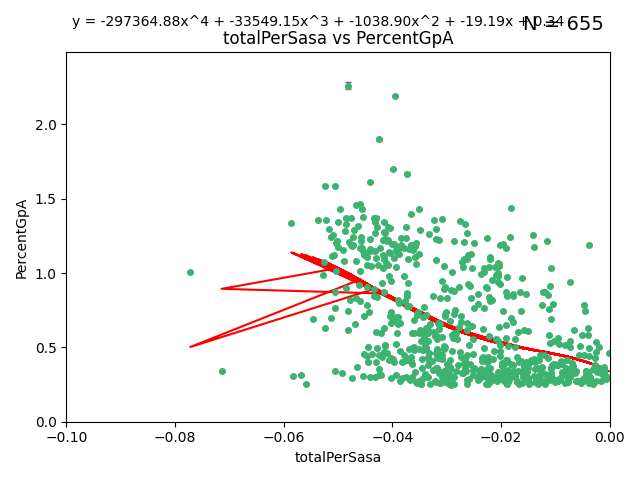 y = -297364.88x^4 + -33549.15x^3 + -1038.90x^2 + -19.19x + 0.34
N = 655
totalPerSasa vs PercentGpA
PercentGpA
2.0
1.5
1.0
0.5
0.0
−0.10 −0.08 −0.06 −0.04 −0.02 0.00
totalPerSasa